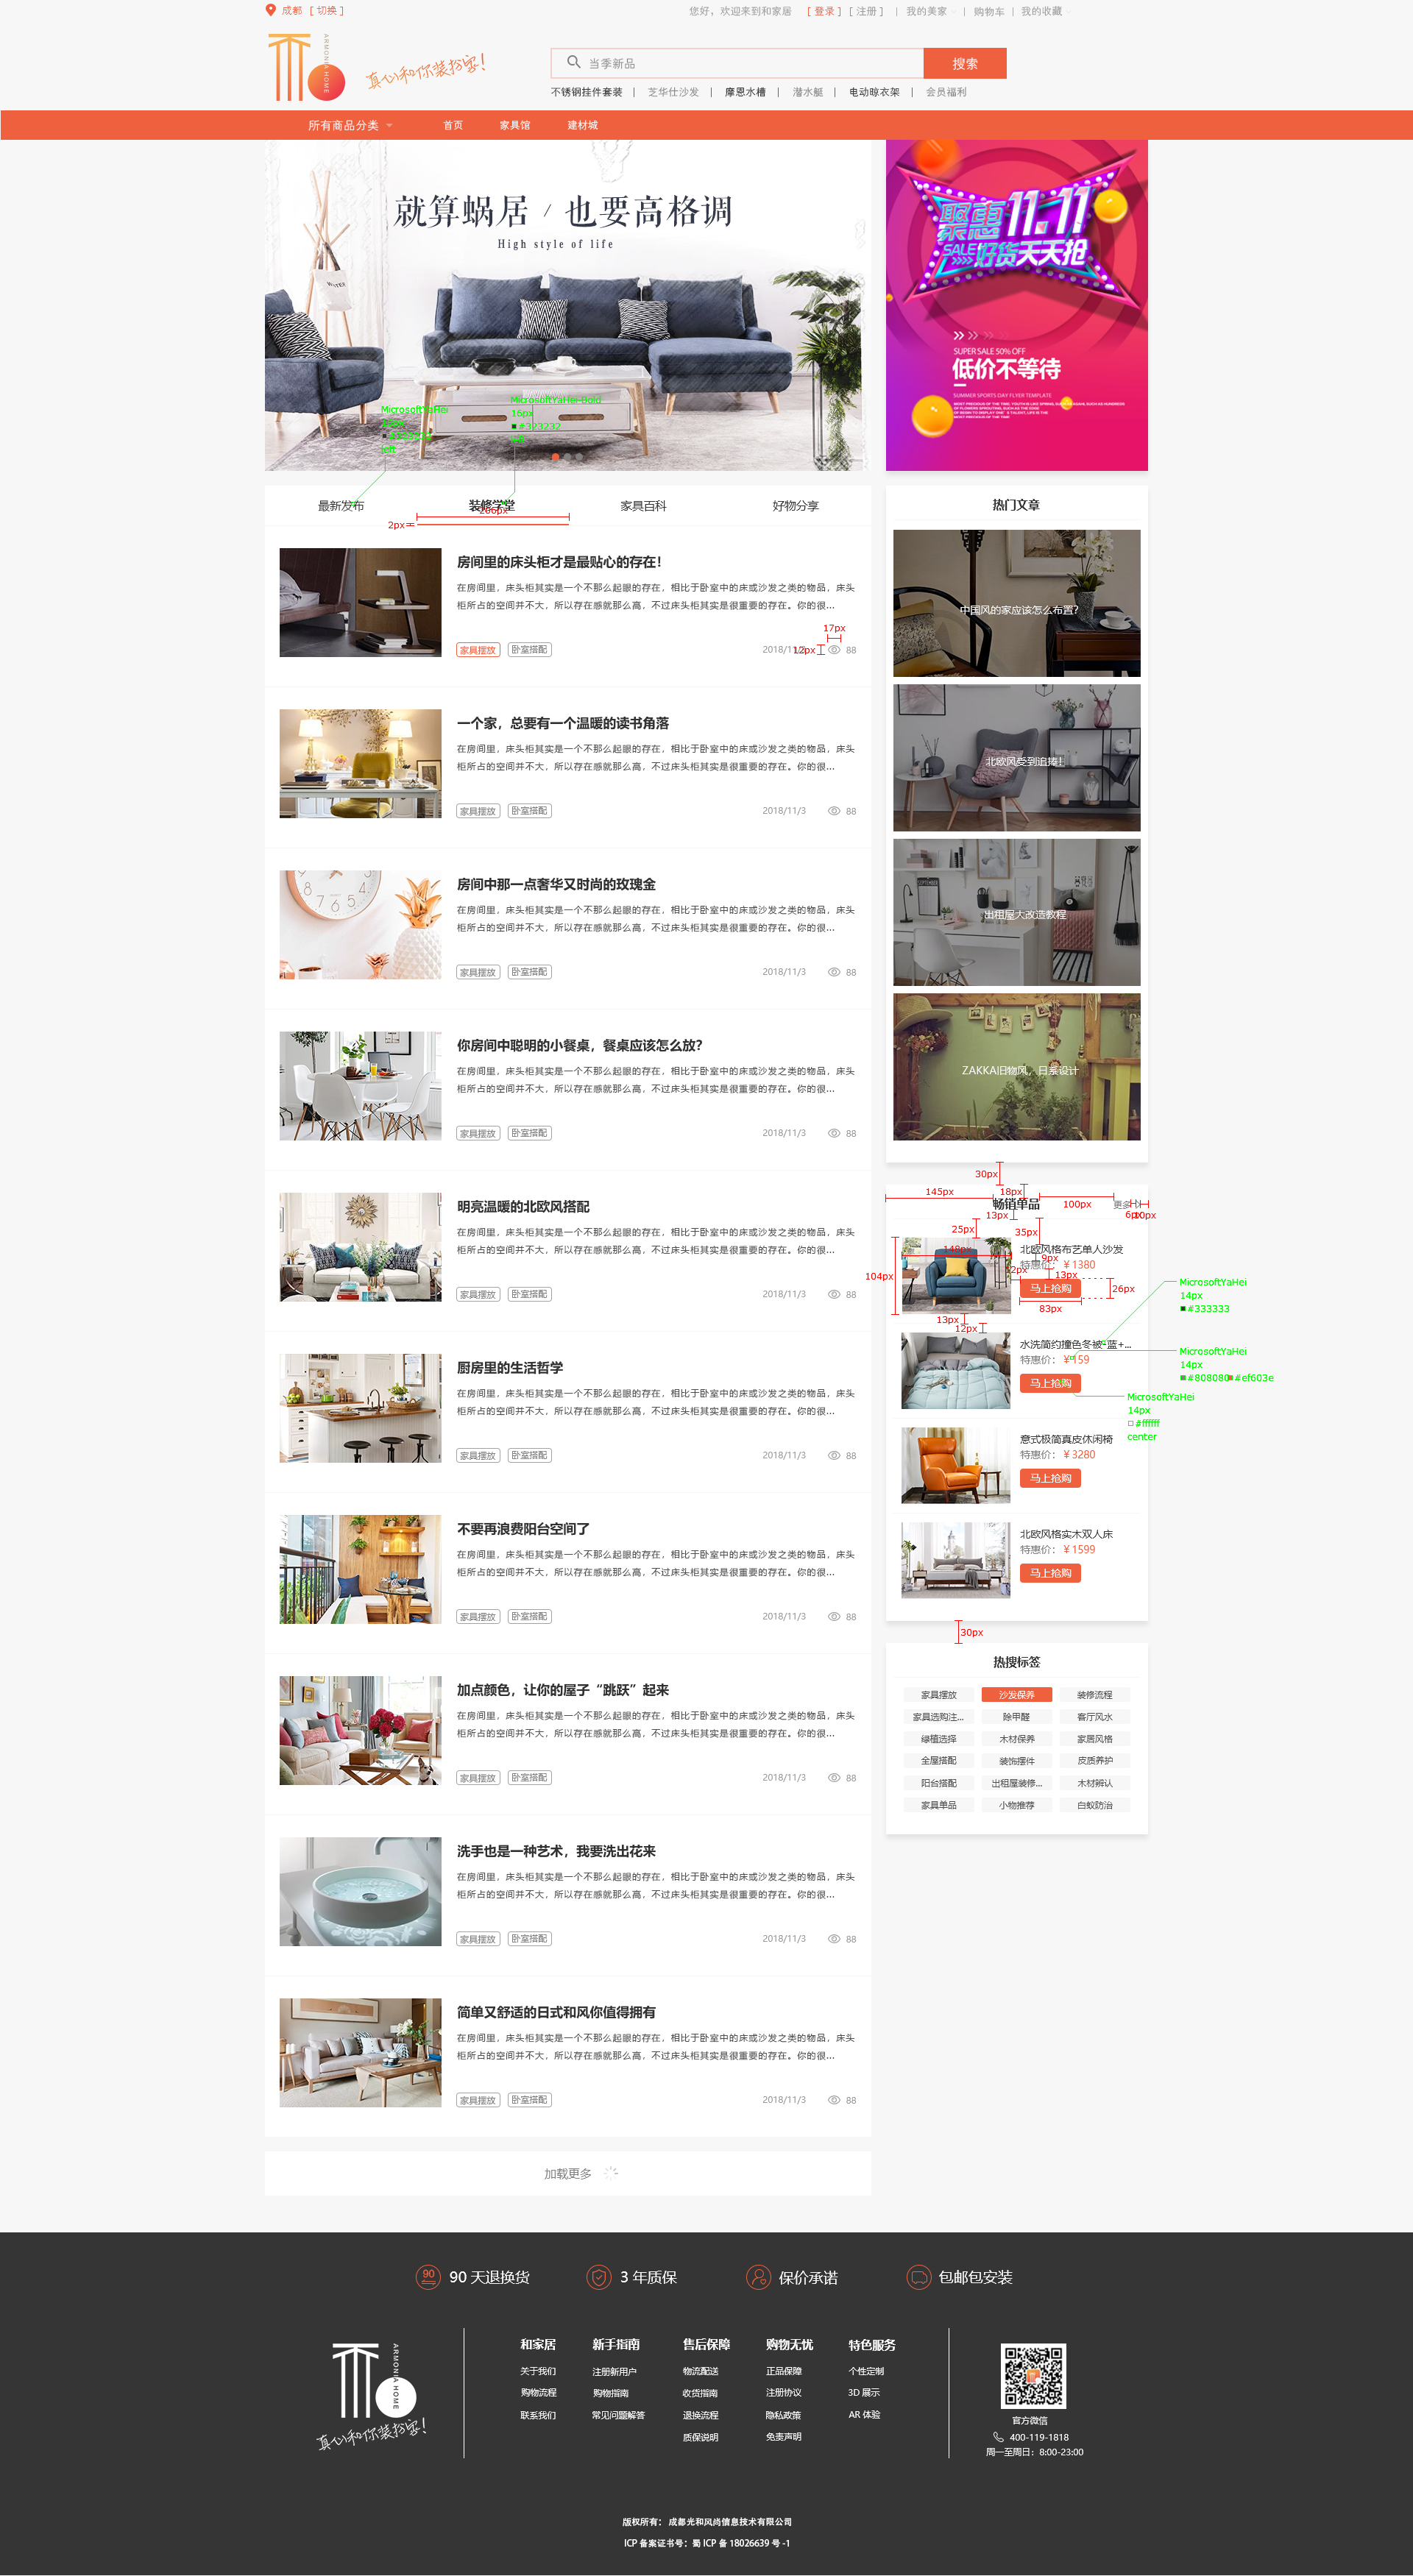 成都 [ 切换 ]
您好，欢迎来到和家居 [ 登录 ] [ 注册 ] | 我的美家 | 购物车 | 我的收藏
ARMONIA HOME
真心和你装扮家！
当季新品
搜索
不锈钢挂件套装 | 芝华仕沙发 | 摩恩水槽 | 潜水艇 | 电动晾衣架 | 会员福利
所有商品分类 首页 家具馆 建材城
就算蜗居 / 也要高格调
High style of life
聚惠11.11
SALE 好货天天抢
SUPER SALE 50% OFF
低价不等待
SUMMER SPORTS DAY FLYER TEMPLATE
MicrosoftYaHei
left
MicrosoftYaHei-Bold
16px
#323232
最新发布 装修学堂 家具百科 好物分享
2px
热门文章
房间里的床头柜才是最贴心的存在！
在房间里，床头柜其实是一个不那么起眼的存在，相比于卧室中的床或沙发之类的物品，床头
柜所占的空间并不大，所以存在感就那么高，不过床头柜其实是很重要的存在。你的很...
17px
12px
家具摆放 卧室搭配 2018/11/3 88
一个家，总要有一个温暖的读书角落
在房间里，床头柜其实是一个不那么起眼的存在，相比于卧室中的床或沙发之类的物品，床头
柜所占的空间并不大，所以存在感就那么高，不过床头柜其实是很重要的存在。你的很...
家具摆放 卧室搭配 2018/11/3 88
房间中那一点奢华又时尚的玫瑰金
在房间里，床头柜其实是一个不那么起眼的存在，相比于卧室中的床或沙发之类的物品，床头
柜所占的空间并不大，所以存在感就那么高，不过床头柜其实是很重要的存在。你的很...
家具摆放 卧室搭配 2018/11/3 88
你房间中聪明的小餐桌，餐桌应该怎么放？
在房间里，床头柜其实是一个不那么起眼的存在，相比于卧室中的床或沙发之类的物品，床头
柜所占的空间并不大，所以存在感就那么高，不过床头柜其实是很重要的存在。你的很...
家具摆放 卧室搭配 2018/11/3 88
明亮温暖的北欧风搭配
在房间里，床头柜其实是一个不那么起眼的存在，相比于卧室中的床或沙发之类的物品，床头
柜所占的空间并不大，所以存在感就那么高，不过床头柜其实是很重要的存在。你的很...
家具摆放 卧室搭配 2018/11/3 88
厨房里的生活哲学
在房间里，床头柜其实是一个不那么起眼的存在，相比于卧室中的床或沙发之类的物品，床头
柜所占的空间并不大，所以存在感就那么高，不过床头柜其实是很重要的存在。你的很...
家具摆放 卧室搭配 2018/11/3 88
不要再浪费阳台空间了
在房间里，床头柜其实是一个不那么起眼的存在，相比于卧室中的床或沙发之类的物品，床头
柜所占的空间并不大，所以存在感就那么高，不过床头柜其实是很重要的存在。你的很...
家具摆放 卧室搭配 2018/11/3 88
加点颜色，让你的屋子“跳跃”起来
在房间里，床头柜其实是一个不那么起眼的存在，相比于卧室中的床或沙发之类的物品，床头
柜所占的空间并不大，所以存在感就那么高，不过床头柜其实是很重要的存在。你的很...
家具摆放 卧室搭配 2018/11/3 88
洗手也是一种艺术，我要洗出花来
在房间里，床头柜其实是一个不那么起眼的存在，相比于卧室中的床或沙发之类的物品，床头
柜所占的空间并不大，所以存在感就那么高，不过床头柜其实是很重要的存在。你的很...
家具摆放 卧室搭配 2018/11/3 88
简单又舒适的日式和风你值得拥有
在房间里，床头柜其实是一个不那么起眼的存在，相比于卧室中的床或沙发之类的物品，床头
柜所占的空间并不大，所以存在感就那么高，不过床头柜其实是很重要的存在。你的很...
家具摆放 卧室搭配 2018/11/3 88
加载更多
中国风的家应该怎么布置？
北欧风受到追捧！
出租屋大改造教程
ZAKKA旧物风，日系设计
30px
145px 18px 100px
畅销单品 更多
13px 6px 10px
25px 35px
148px 9px
北欧风格布艺单人沙发
特惠价：￥1380
104px 12px 13px
马上抢购 26px
83px
13px
12px
MicrosoftYaHei
14px
#333333
水洗简约撞色冬被-蓝+...
特惠价：￥159
马上抢购
MicrosoftYaHei
14px
#808080 #ef603e
MicrosoftYaHei
14px
#ffffff
center
意式极简真皮休闲椅
特惠价：￥3280
马上抢购
北欧风格实木双人床
特惠价：￥1599
马上抢购
30px
热搜标签
家具摆放 沙发保养 装修流程
家具选购注... 除甲醛 客厅风水
绿植选择 木材保养 家居风格
全屋搭配 装饰摆件 皮质养护
阳台搭配 出租屋装修... 木材辨认
家具单品 小物推荐 白蚁防治
90 90 天退换货 3 年质保 保价承诺 包邮包安装
ARMONIA HOME
真心和你装扮家！
和家居 新手指南 售后保障 购物无忧 特色服务
关于我们 注册新用户 物流配送 正品保障 个性定制
购物流程 购物指南 收货指南 注册协议 3D 展示
联系我们 常见问题解答 退换流程 隐私政策 AR 体验
质保说明 免责声明
官方微信
400-119-1818
周一至周日：8:00-23:00
版权所有： 成都光和风尚信息技术有限公司
ICP 备案证书号：蜀 ICP 备 18026639 号 -1